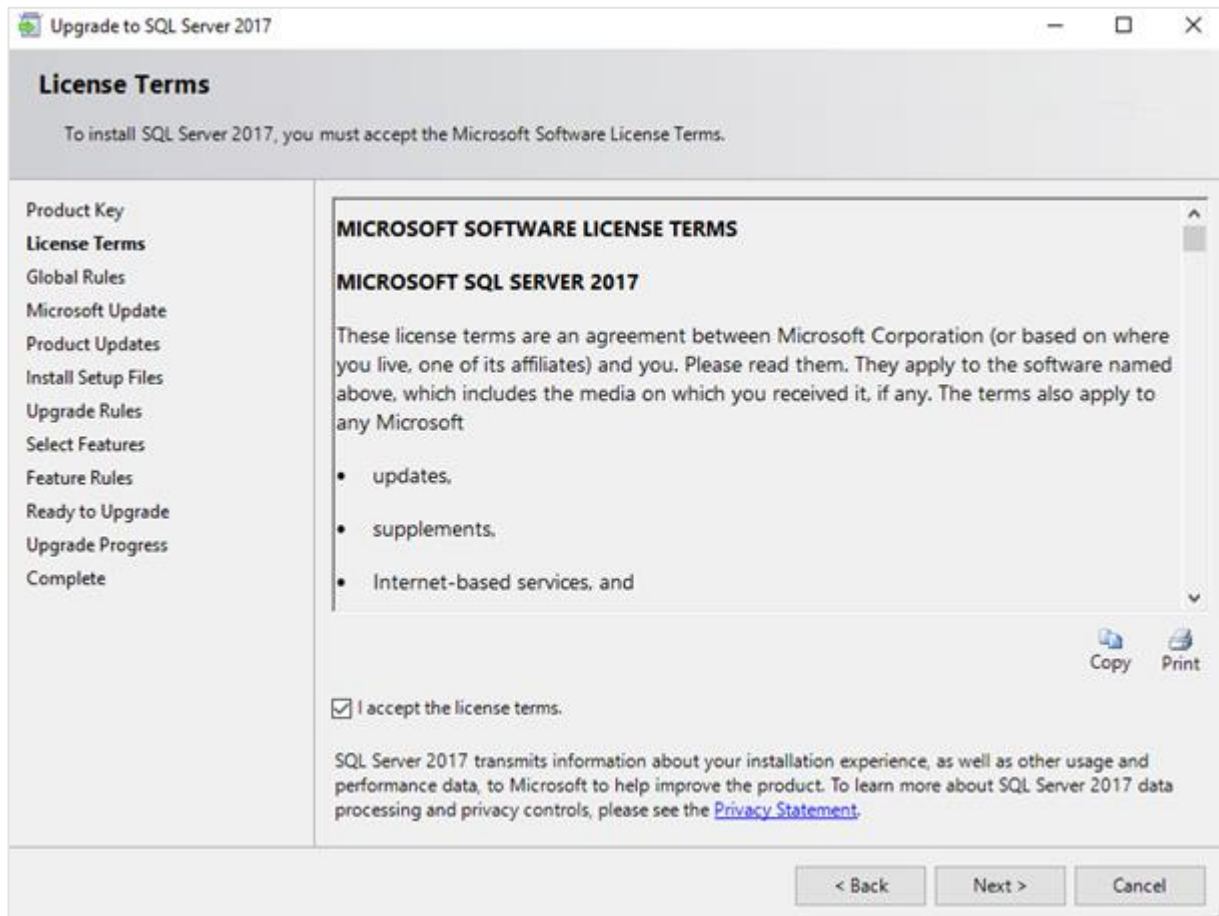 Upgrade to SQL Server 2017
License Terms
To install SQL Server 2017, you must accept the Microsoft Software License Terms.
Product Key
License Terms
Global Rules
Microsoft Update
Product Updates
Install Setup Files
Upgrade Rules
Select Features
Feature Rules
Ready to Upgrade
Upgrade Progress
Complete
MICROSOFT SOFTWARE LICENSE TERMS
MICROSOFT SQL SERVER 2017
These license terms are an agreement between Microsoft Corporation (or based on where
you live, one of its affiliates) and you. Please read them. They apply to the software named
above, which includes the media on which you received it, if any. The terms also apply to
any Microsoft
• updates,
• supplements,
• Internet-based services, and
Copy Print
I accept the license terms.
SQL Server 2017 transmits information about your installation experience, as well as other usage and
performance data, to Microsoft to help improve the product. To learn more about SQL Server 2017 data
processing and privacy controls, please see the Privacy Statement.
< Back Next > Cancel